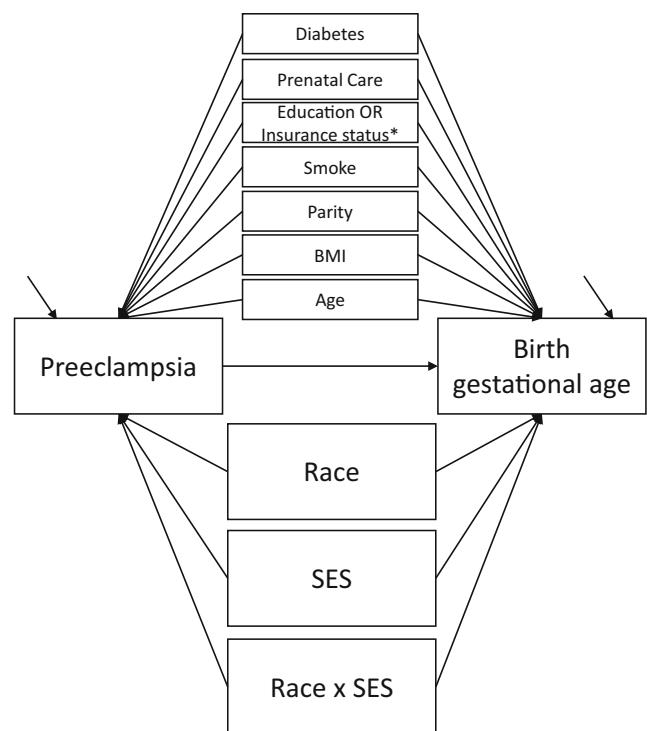 Diabetes
Prenatal Care
Education OR
Insurance status*
Smoke
Parity
BMI
Age
Preeclampsia
Birth
gestational age
Race
SES
Race x SES